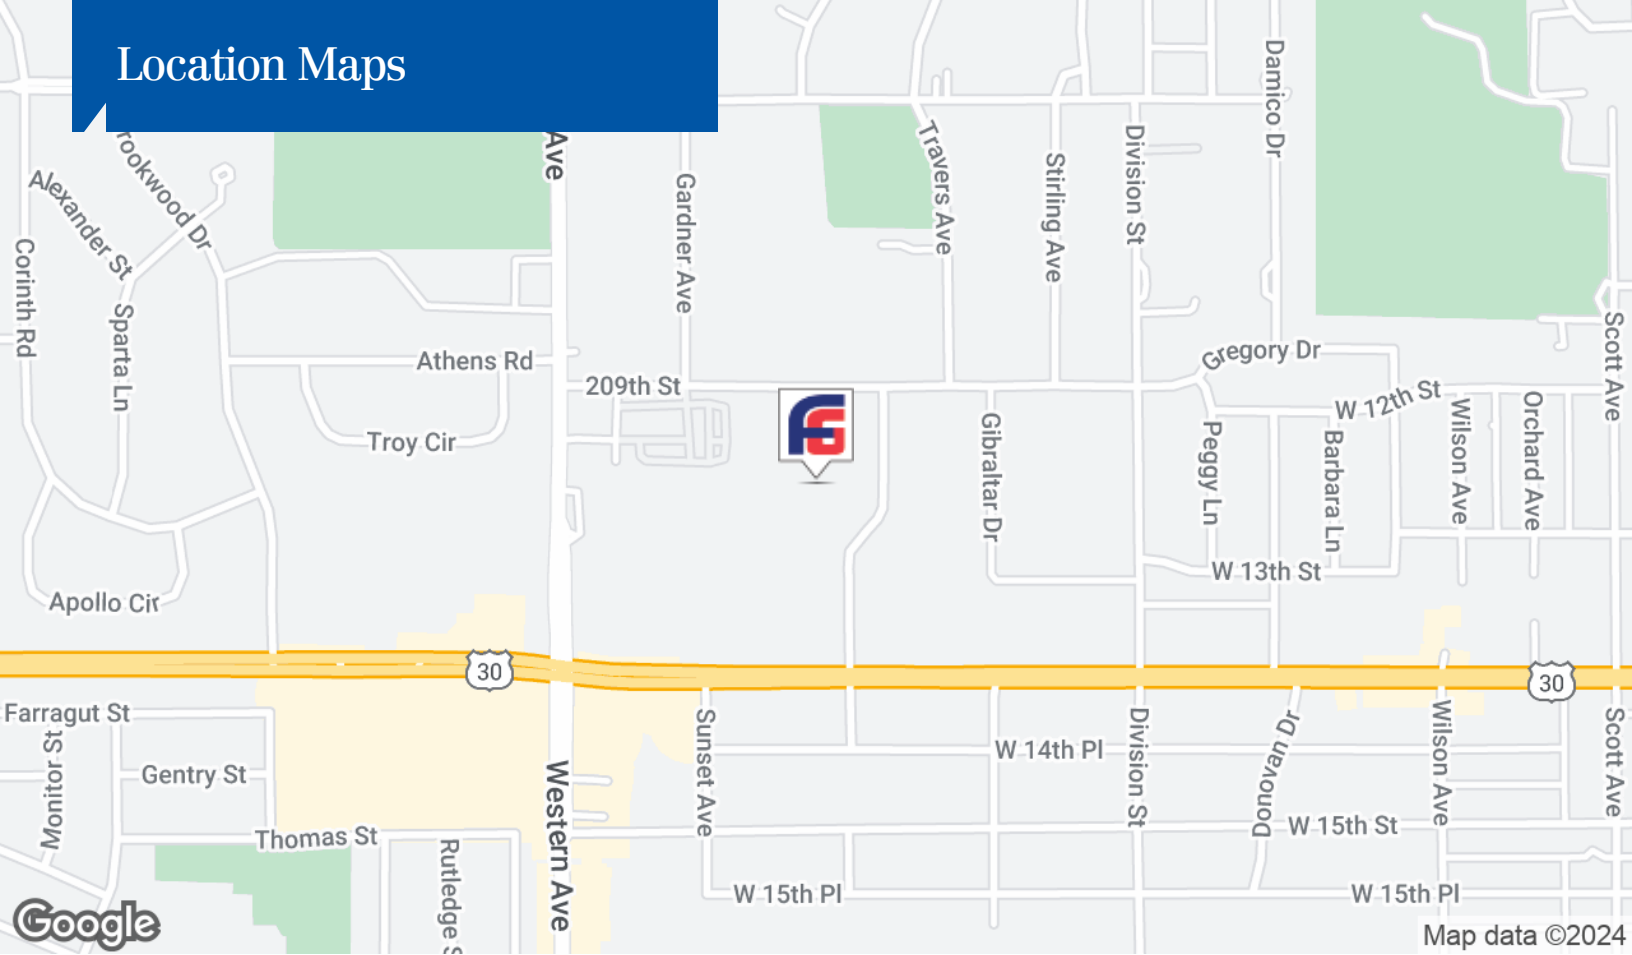 Location Maps
Ave
Damico Dr
Travers Ave
Division St
Stirling Ave
rookwood Dr
Alexander St
Gardner Ave
Corinth Rd
Sparta Ln
Scott Ave
Athens Rd
Gregory Dr
209th St
W 12th St
FG
Troy Cir
Gibraltar Dr
Peggy Ln
Barbara Ln
Wilson Ave
Orchard Ave
W 13th St
Apollo Cir
30
30
Farragut St
Monitor St
Sunset Ave
W 14th Pl
Division St
Donovan Dr
Wilson Ave
Scott Ave
Gentry St
Western Ave
Thomas St
W 15th St
Rutledge S
W 15th Pl
W 15th Pl
Google
Map data ©2024